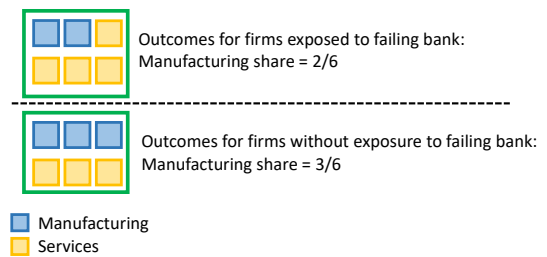 Outcomes for firms exposed to failing bank:
Manufacturing share = 2/6
Outcomes for firms without exposure to failing bank:
Manufacturing share = 3/6
Manufacturing
Services